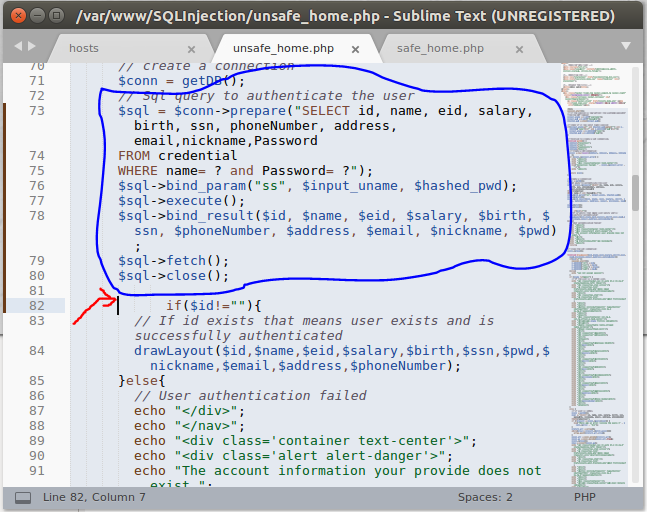 /var/www/SQLInjection/unsafe_home.php - Sublime Text (UNREGISTERED)
hosts × unsafe_home.php × safe_home.php ×
70 // create a connection
71 $conn = getDB();
72 // Sql query to authenticate the user
73 $sql = $conn->prepare("SELECT id, name, eid, salary,
birth, ssn, phoneNumber, address,
email,nickname,Password
74 FROM credential
75 WHERE name= ? and Password= ?");
76 $sql->bind_param("ss", $input_uname, $hashed_pwd);
77 $sql->execute();
78 $sql->bind_result($id, $name, $eid, $salary, $birth, $
ssn, $phoneNumber, $address, $email, $nickname, $pwd)
;
79 $sql->fetch();
80 $sql->close();
81
82 if($id!=""){
83 // If id exists that means user exists and is
successfully authenticated
84 drawLayout($id,$name,$eid,$salary,$birth,$ssn,$pwd,$
nickname,$email,$address,$phoneNumber);
85 }else{
86 // User authentication failed
87 echo "</div>";
88 echo "</nav>";
89 echo "<div class='container text-center'>";
90 echo "<div class='alert alert-danger'>";
91 echo "The account information your provide does not
exist.";
Line 82, Column 7 Spaces: 2 PHP